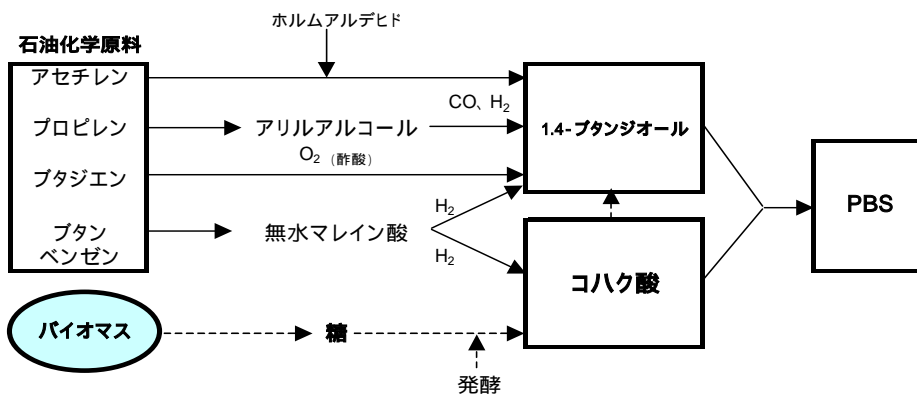 ホルムアルデヒド
石油化学原料
アセチレン
プロピレン
アリルアルコール
CO、H2
1.4-ブタンジオール
O2（酢酸）
ブタジエン
PBS
H2
ブタン
ベンゼン
無水マレイン酸
H2
コハク酸
バイオマス
糖
発酵